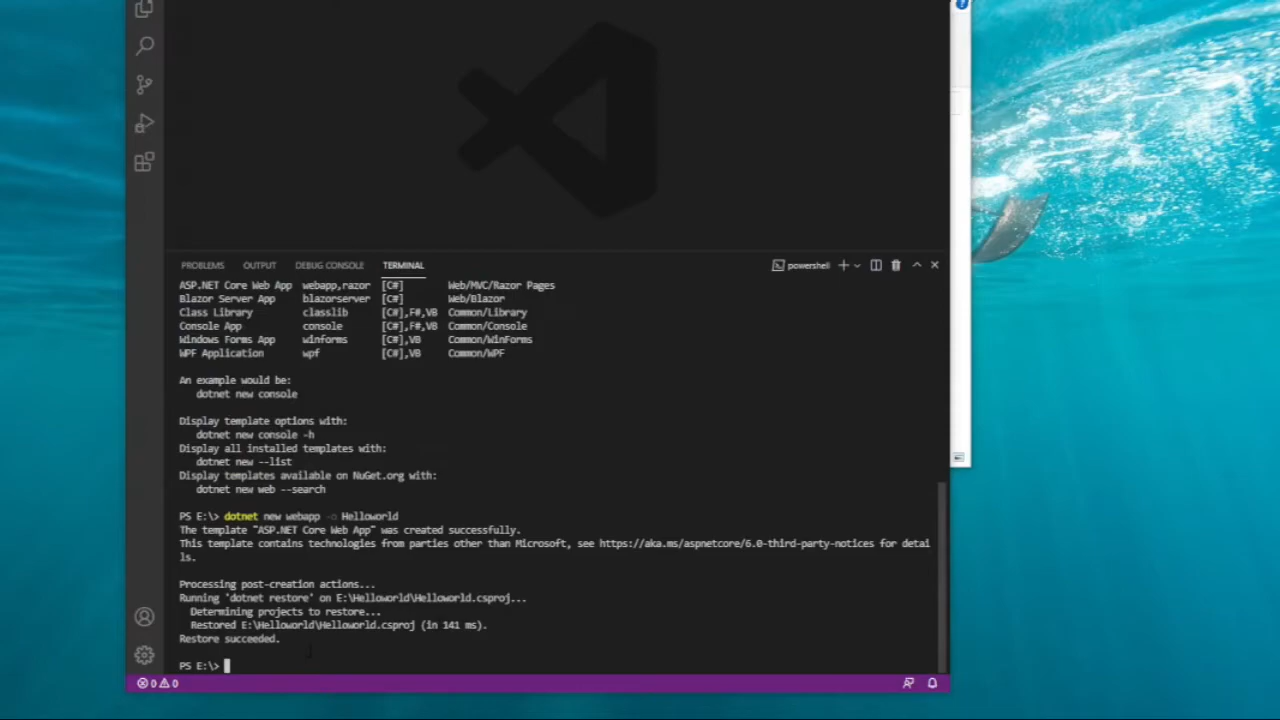 PROBLEMS OUTPUT DEBUG CONSOLE TERMINAL powershell
ASP.NET Core Web App webapp,razor [C#] Web/MVC/Razor Pages
Blazor Server App blazorserver [C#] Web/Blazor
Class Library classlib [C#],F#,VB Common/Library
Console App console [C#],F#,VB Common/Console
Windows Forms App winforms [C#],VB Common/WinForms
WPF Application wpf [C#],VB Common/WPF
An example would be:
dotnet new console
Display template options with:
dotnet new console -h
Display all installed templates with:
dotnet new --list
Display templates available on NuGet.org with:
dotnet new web --search
PS E:\> dotnet new webapp -o Helloworld
The template "ASP.NET Core Web App" was created successfully.
This template contains technologies from parties other than Microsoft, see https://aka.ms/aspnetcore/6.0-third-party-notices for detai
ls.
Processing post-creation actions...
Running 'dotnet restore' on E:\Helloworld\Helloworld.csproj...
Determining projects to restore...
Restored E:\Helloworld\Helloworld.csproj (in 141 ms).
Restore succeeded.
PS E:\>
0 0